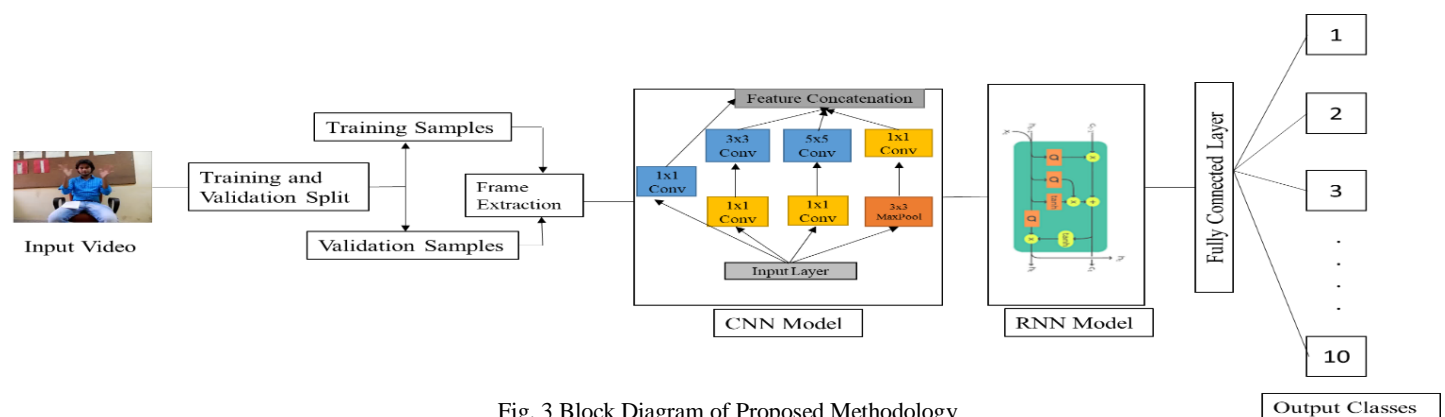 Input Video
Training and
Validation Split
Training Samples
Validation Samples
Frame
Extraction
Feature Concatenation
1x1
Conv
3x3
Conv
5x5
Conv
1x1
Conv
1x1
Conv
1x1
Conv
3x3
MaxPool
Input Layer
CNN Model
σ
σ
tanh
σ
x
x
+
x
tanh
RNN Model
Fully Connected Layer
1
2
3
.
.
.
.
10
Output Classes
Fig. 3 Block Diagram of Proposed Methodology